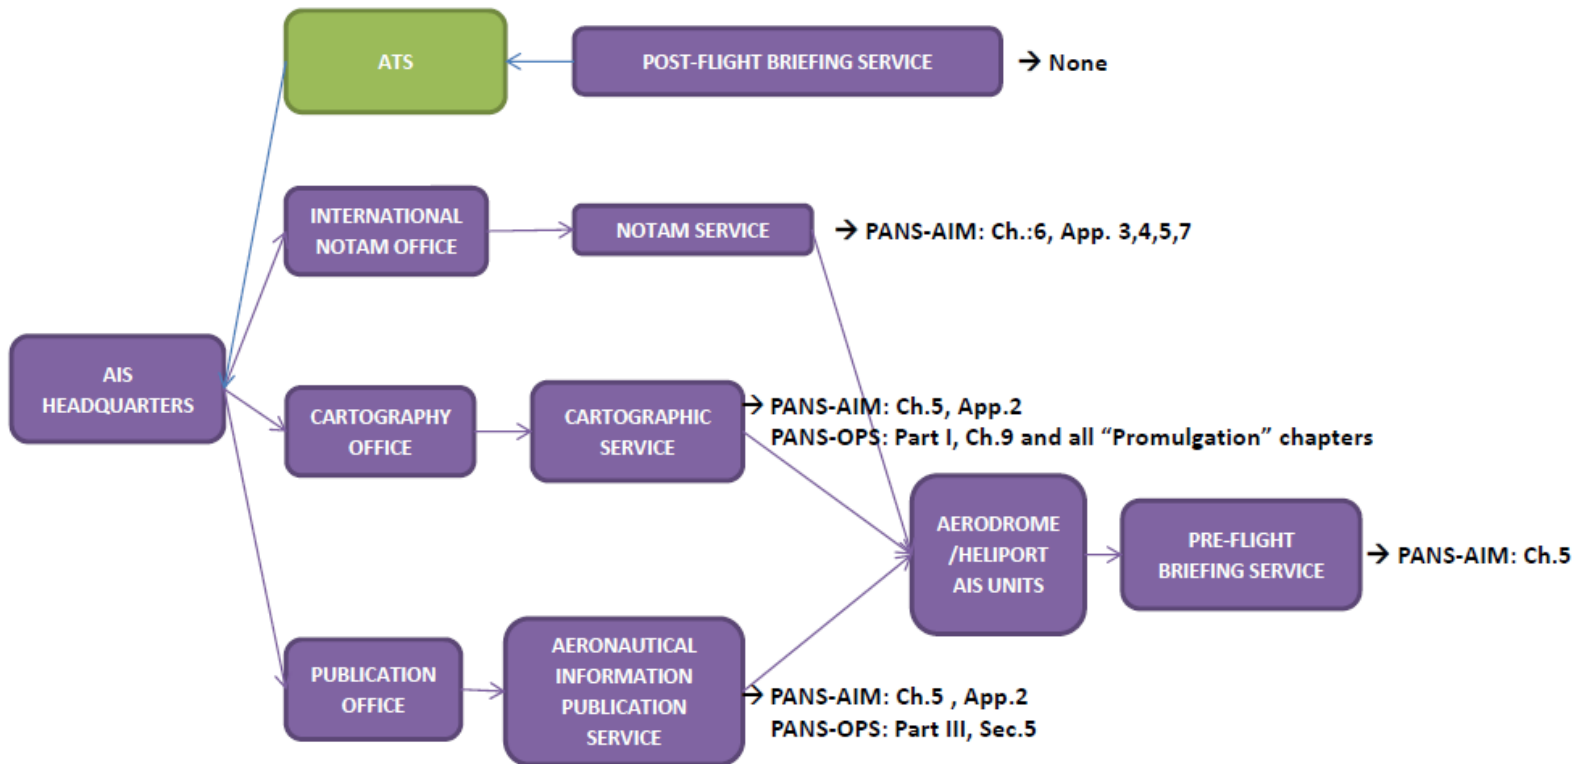 ATS
POST-FLIGHT BRIEFING SERVICE
→ None
INTERNATIONAL
NOTAM OFFICE
NOTAM SERVICE
→ PANS-AIM: Ch.:6, App. 3,4,5,7
AIS
HEADQUARTERS
CARTOGRAPHY
OFFICE
CARTOGRAPHIC
SERVICE
→ PANS-AIM: Ch.5, App.2
PANS-OPS: Part I, Ch.9 and all “Promulgation” chapters
AERODROME
/HELIPORT
AIS UNITS
PRE-FLIGHT
BRIEFING SERVICE
→ PANS-AIM: Ch.5
PUBLICATION
OFFICE
AERONAUTICAL
INFORMATION
PUBLICATION
SERVICE
→ PANS-AIM: Ch.5 , App.2
PANS-OPS: Part III, Sec.5